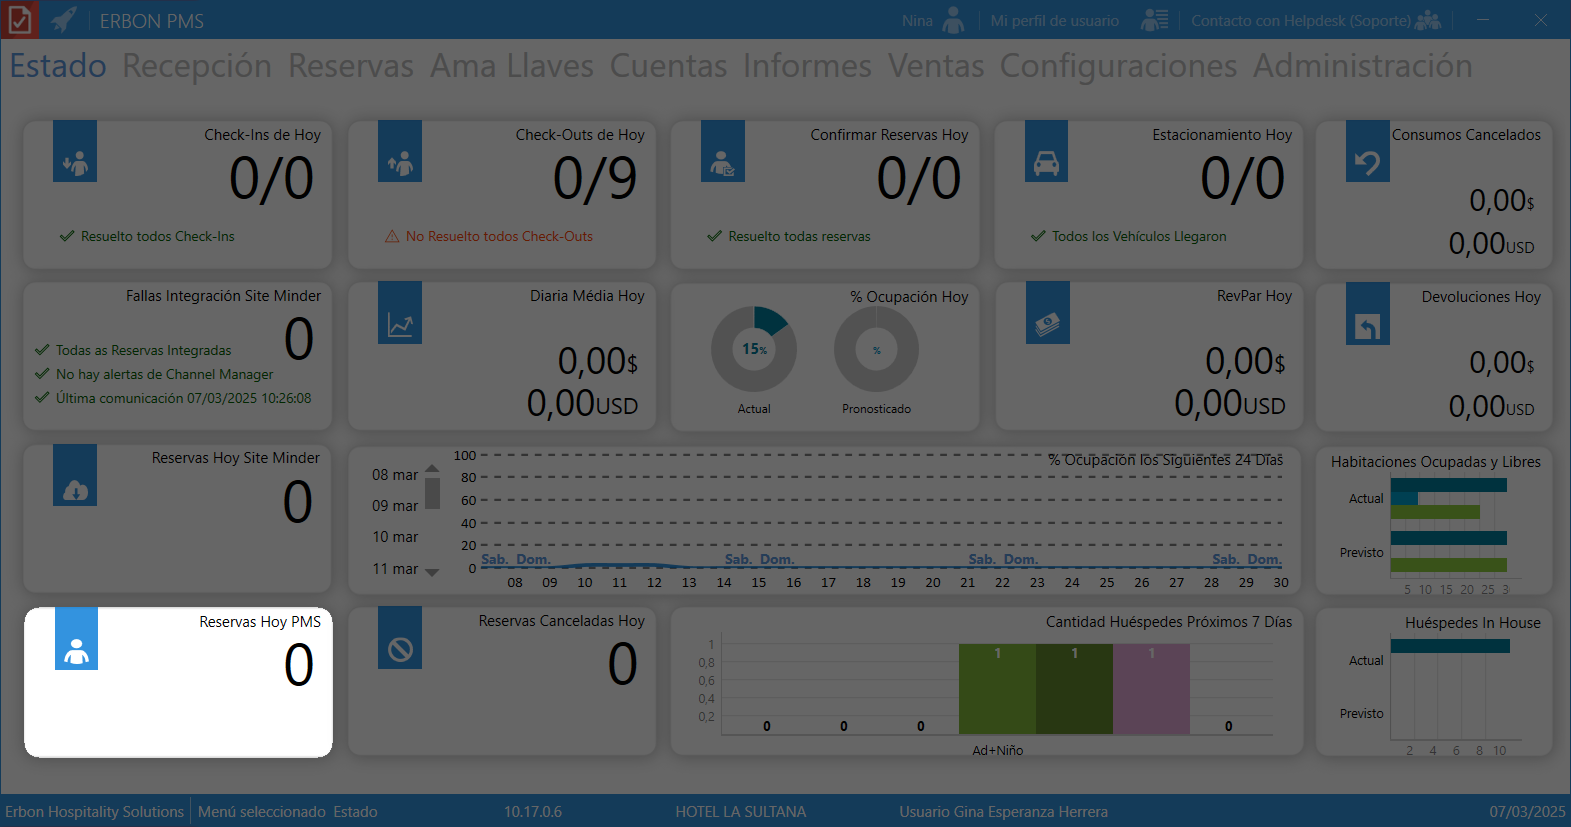 ERBON PMS
Nina
Mi perfil de usuario
Contacto con Helpdesk (Soporte)
Estado Recepción Reservas Ama Llaves Cuentas Informes Ventas Configuraciones Administración
Check-Ins de Hoy
0/0
Resuelto todos Check-Ins
Check-Outs de Hoy
0/9
No Resuelto todos Check-Outs
Confirmar Reservas Hoy
0/0
Resuelto todas reservas
Estacionamiento Hoy
0/0
Todos los Vehículos Llegaron
Consumos Cancelados
0,00$
0,00USD
Fallas Integración Site Minder
0
Todas as Reservas Integradas
No hay alertas de Channel Manager
Última comunicación 07/03/2025 10:26:08
Diaria Média Hoy
0,00$
0,00USD
% Ocupación Hoy
15%
%
Actual
Pronosticado
RevPar Hoy
0,00$
0,00USD
Devoluciones Hoy
0,00$
0,00USD
Reservas Hoy Site Minder
0
08 mar
09 mar
10 mar
11 mar
% Ocupación los Siguientes 24 Días
100
80
60
40
20
0
Sab. Dom. Sab. Dom. Sab. Dom. Sab. Dom.
08 09 10 11 12 13 14 15 16 17 18 19 20 21 22 23 24 25 26 27 28 29 30
Habitaciones Ocupadas y Libres
Actual
Previsto
5 10 15 20 25 3
Reservas Hoy PMS
0
Reservas Canceladas Hoy
0
Cantidad Huéspedes Próximos 7 Días
1
0,8
0,6
0,4
0,2
1 1 1
0 0 0 0
Ad+Niño
Huéspedes In House
Actual
Previsto
2 4 6 8 10
Erbon Hospitality Solutions
Menú seleccionado Estado
10.17.0.6
HOTEL LA SULTANA
Usuario Gina Esperanza Herrera
07/03/2025